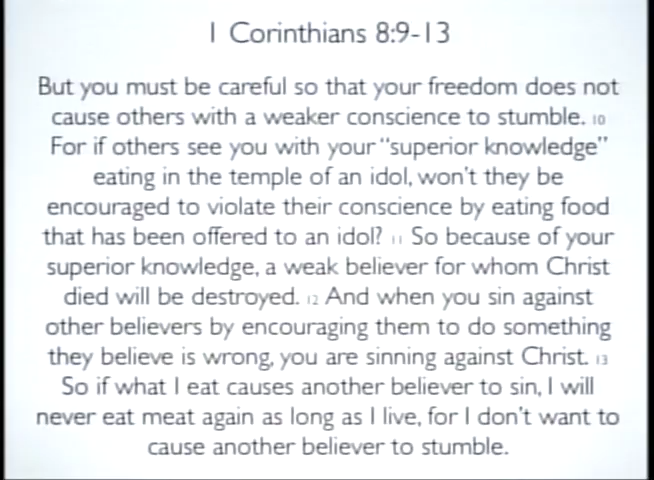 1 Corinthians 8:9-13
But you must be careful so that your freedom does not
cause others with a weaker conscience to stumble. 10
For if others see you with your "superior knowledge"
eating in the temple of an idol, won't they be
encouraged to violate their conscience by eating food
that has been offered to an idol? 11 So because of your
superior knowledge, a weak believer for whom Christ
died will be destroyed. 12 And when you sin against
other believers by encouraging them to do something
they believe is wrong, you are sinning against Christ. 13
So if what I eat causes another believer to sin, I will
never eat meat again as long as I live, for I don't want to
cause another believer to stumble.